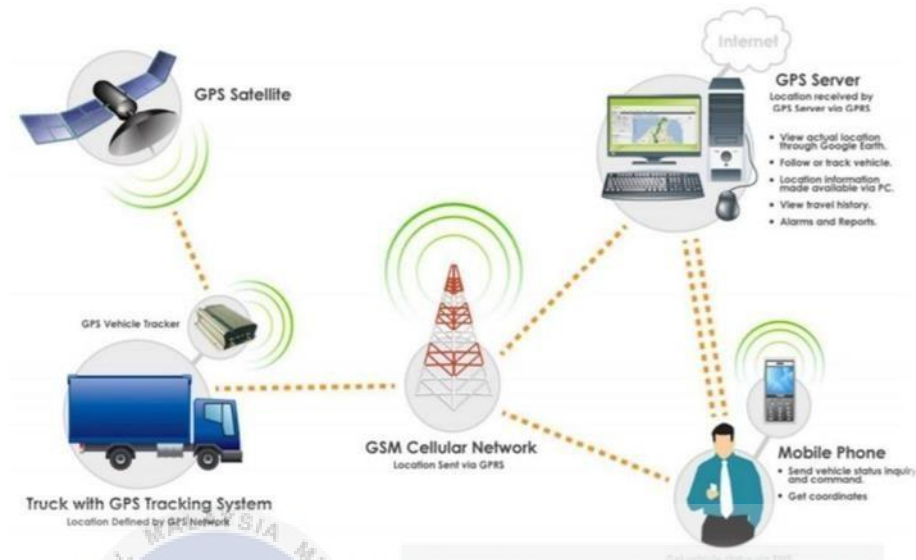 Internet
GPS Satellite
GPS Server
Location received by
GPS Server via GPRS
• View actual location
through Google Earth.
• Follow or track vehicle.
• Location information
made available via PC.
• View travel history.
• Alarms and Reports.
GPS Vehicle Tracker
GSM Cellular Network
Location Sent via GPRS
Mobile Phone
• Send vehicle status inquiry
and command.
• Get coordinates
Truck with GPS Tracking System
Location Defined by GPS Network
MALAYSIA